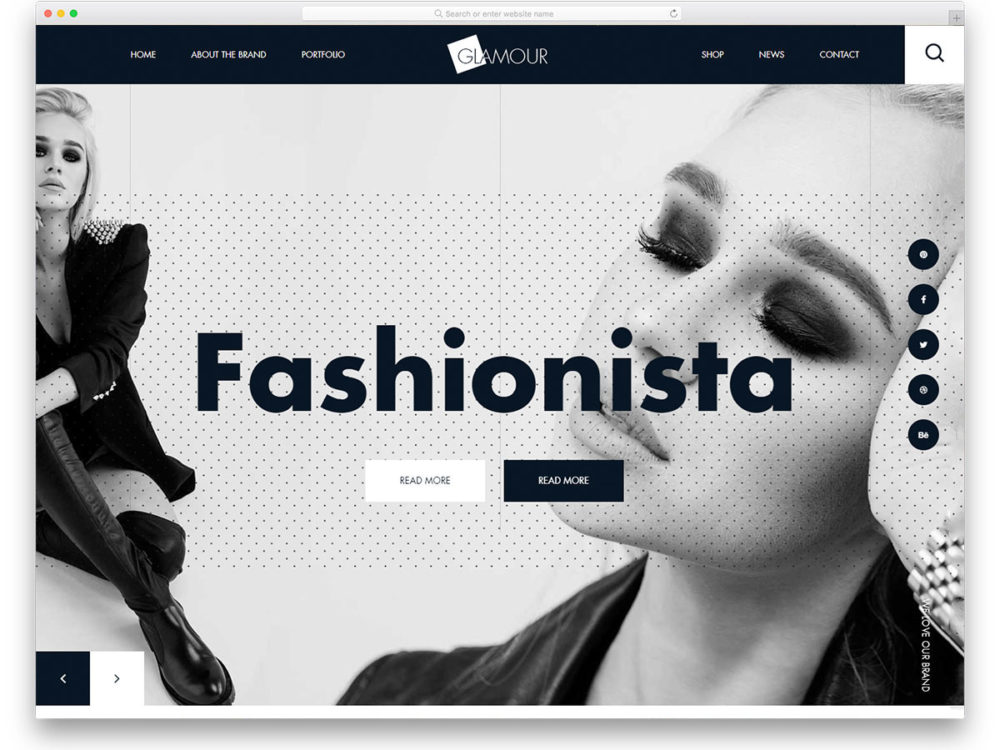 Search or enter website name
HOME
ABOUT THE BRAND
PORTFOLIO
GLAMOUR
SHOP
NEWS
CONTACT
Fashionista
READ MORE
READ MORE
Bē
WE LOVE OUR BRAND